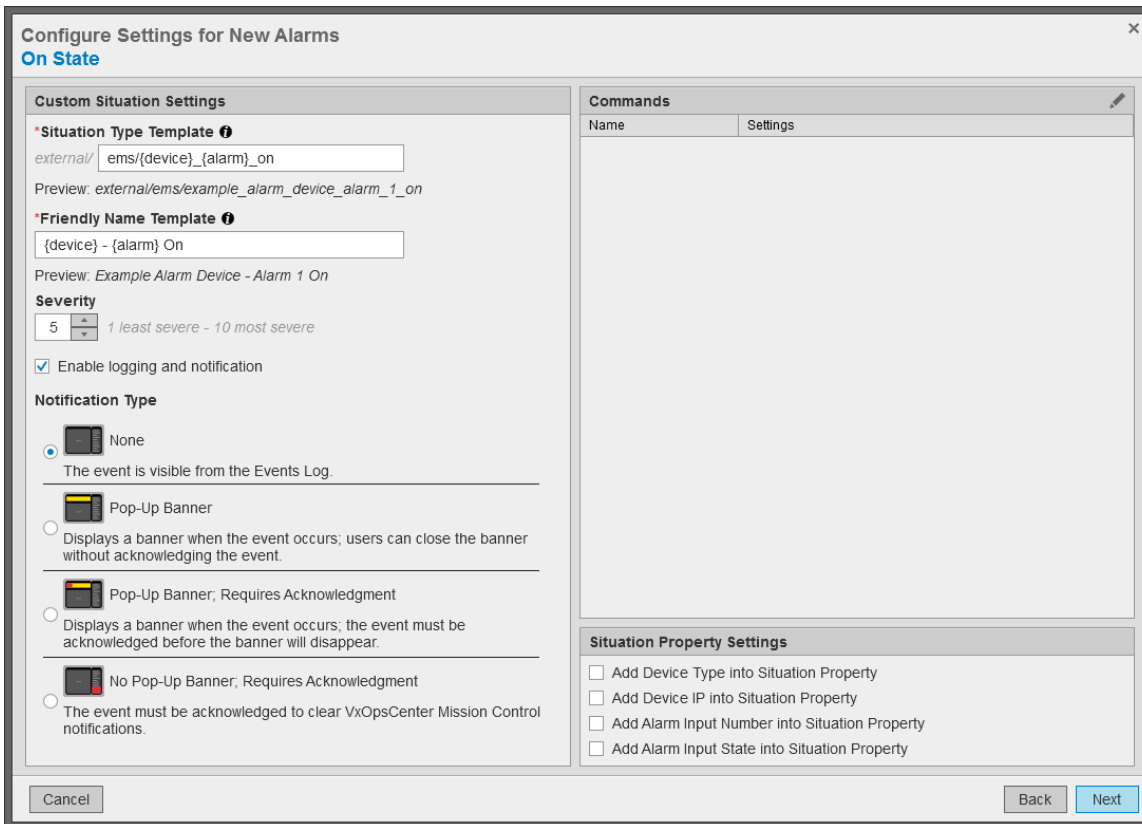 Configure Settings for New Alarms
On State
Custom Situation Settings
*Situation Type Template
external/ ems/{device}_{alarm}_on
Preview: external/ems/example_alarm_device_alarm_1_on
*Friendly Name Template
{device} - {alarm} On
Preview: Example Alarm Device - Alarm 1 On
Severity
5 1 least severe - 10 most severe
Enable logging and notification
Notification Type
None
The event is visible from the Events Log.
Pop-Up Banner
Displays a banner when the event occurs; users can close the banner
without acknowledging the event.
Pop-Up Banner; Requires Acknowledgment
Displays a banner when the event occurs; the event must be
acknowledged before the banner will disappear.
No Pop-Up Banner; Requires Acknowledgment
The event must be acknowledged to clear VxOpsCenter Mission Control
notifications.
Commands
Name Settings
Situation Property Settings
Add Device Type into Situation Property
Add Device IP into Situation Property
Add Alarm Input Number into Situation Property
Add Alarm Input State into Situation Property
Cancel Back Next